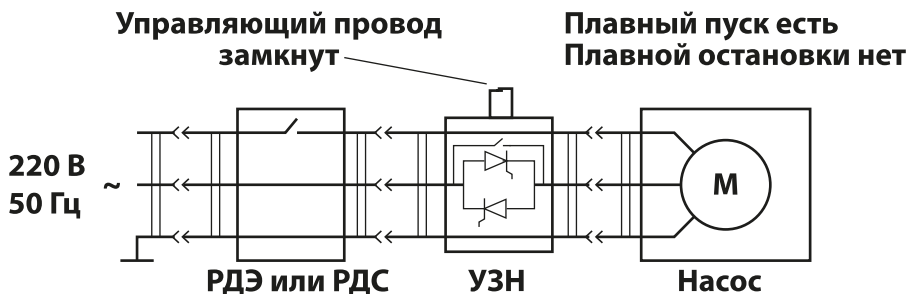 Управляющий провод
замкнут
Плавный пуск есть
Плавной остановки нет
220 В
50 Гц
~
М
РДЭ или РДС
УЗН
Насос